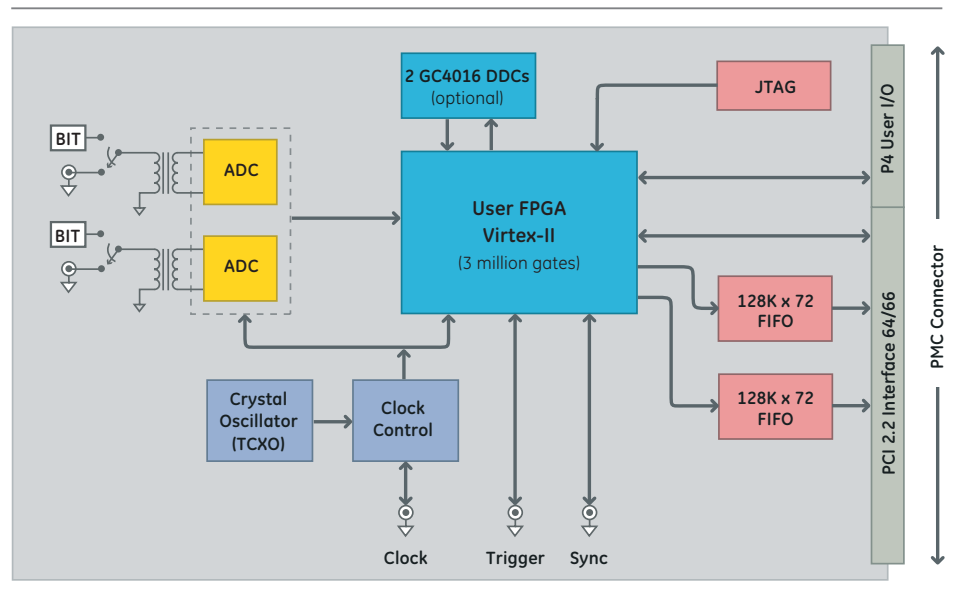 2 GC4016 DDCs
(optional)
JTAG
P4 User I/O
BIT
ADC
User FPGA
Virtex-II
(3 million gates)
BIT
ADC
128K x 72
FIFO
PMC Connector
PCI 2.2 Interface 64/66
Crystal
Oscillator
(TCXO)
Clock
Control
128K x 72
FIFO
Clock
Trigger
Sync